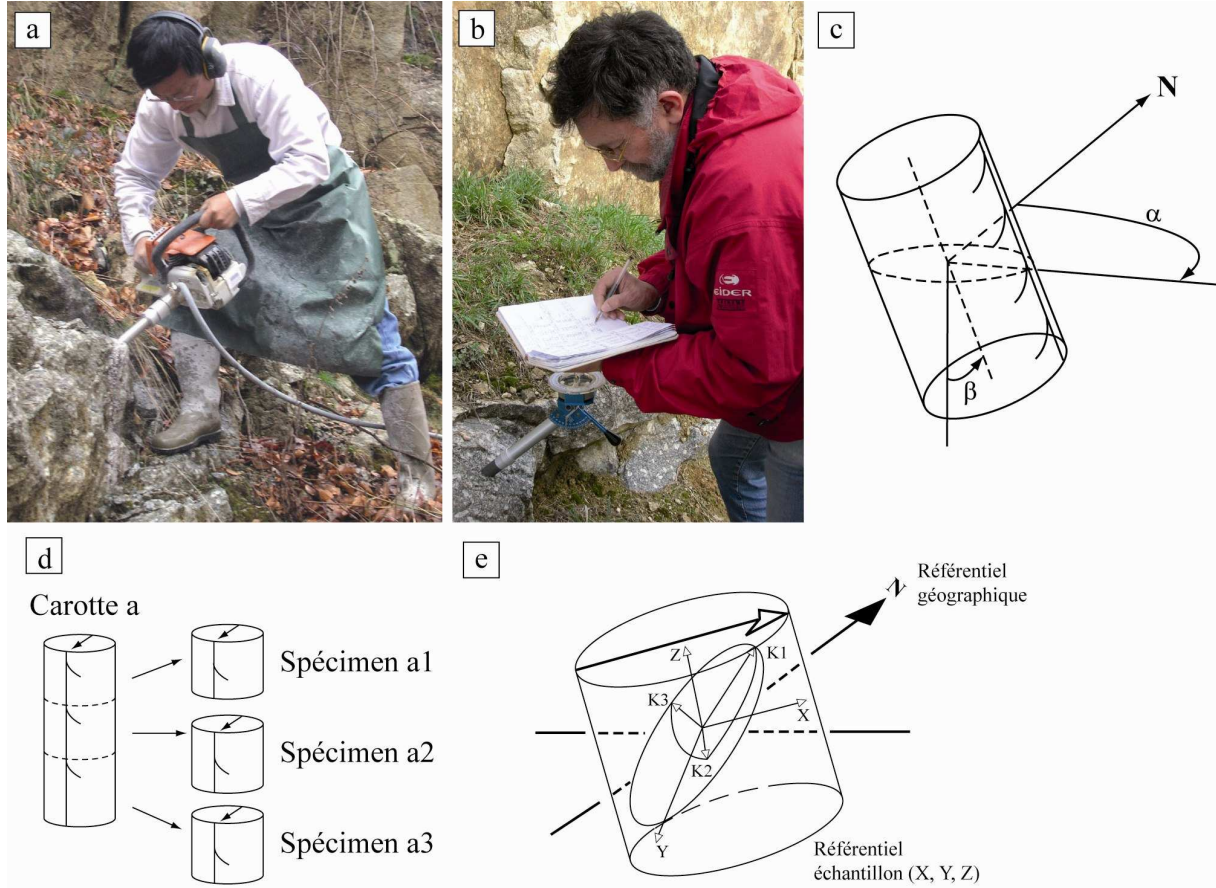 a
b
c
N
α
β
EIDER
d
Carotte a
Spécimen a1
Spécimen a2
Spécimen a3
e
Référentiel
géographique
N
Z
K1
K3
X
K2
Y
Référentiel
échantillon (X, Y, Z)